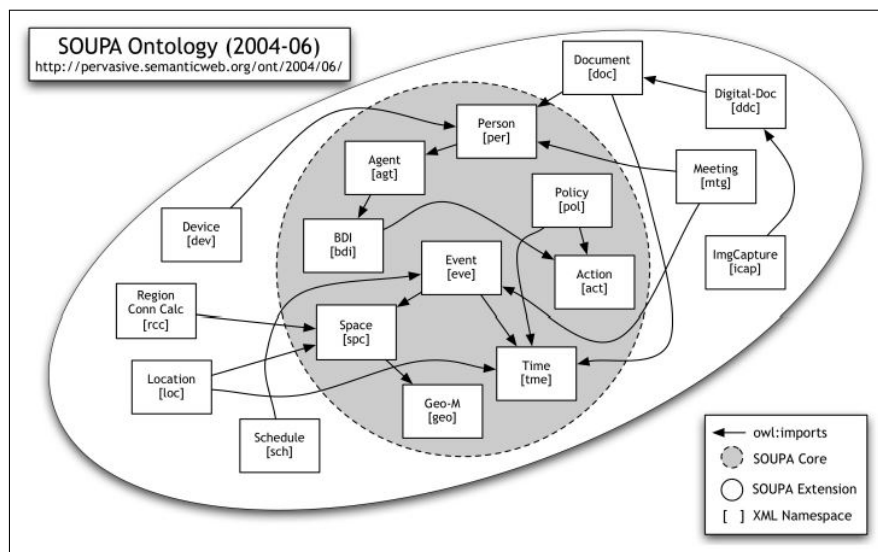 SOUPA Ontology (2004-06)
http://pervasive.semanticweb.org/ont/2004/06/
Document
[doc]
Digital-Doc
[ddc]
Person
[per]
Agent
[agt]
Meeting
[mtg]
Policy
[pol]
Device
[dev]
BDI
[bdi]
Event
[eve]
Action
[act]
ImgCapture
[icap]
Region
Conn Calc
[rcc]
Space
[spc]
Location
[loc]
Time
[tme]
Geo-M
[geo]
Schedule
[sch]
owl:imports
SOUPA Core
SOUPA Extension
[ ] XML Namespace